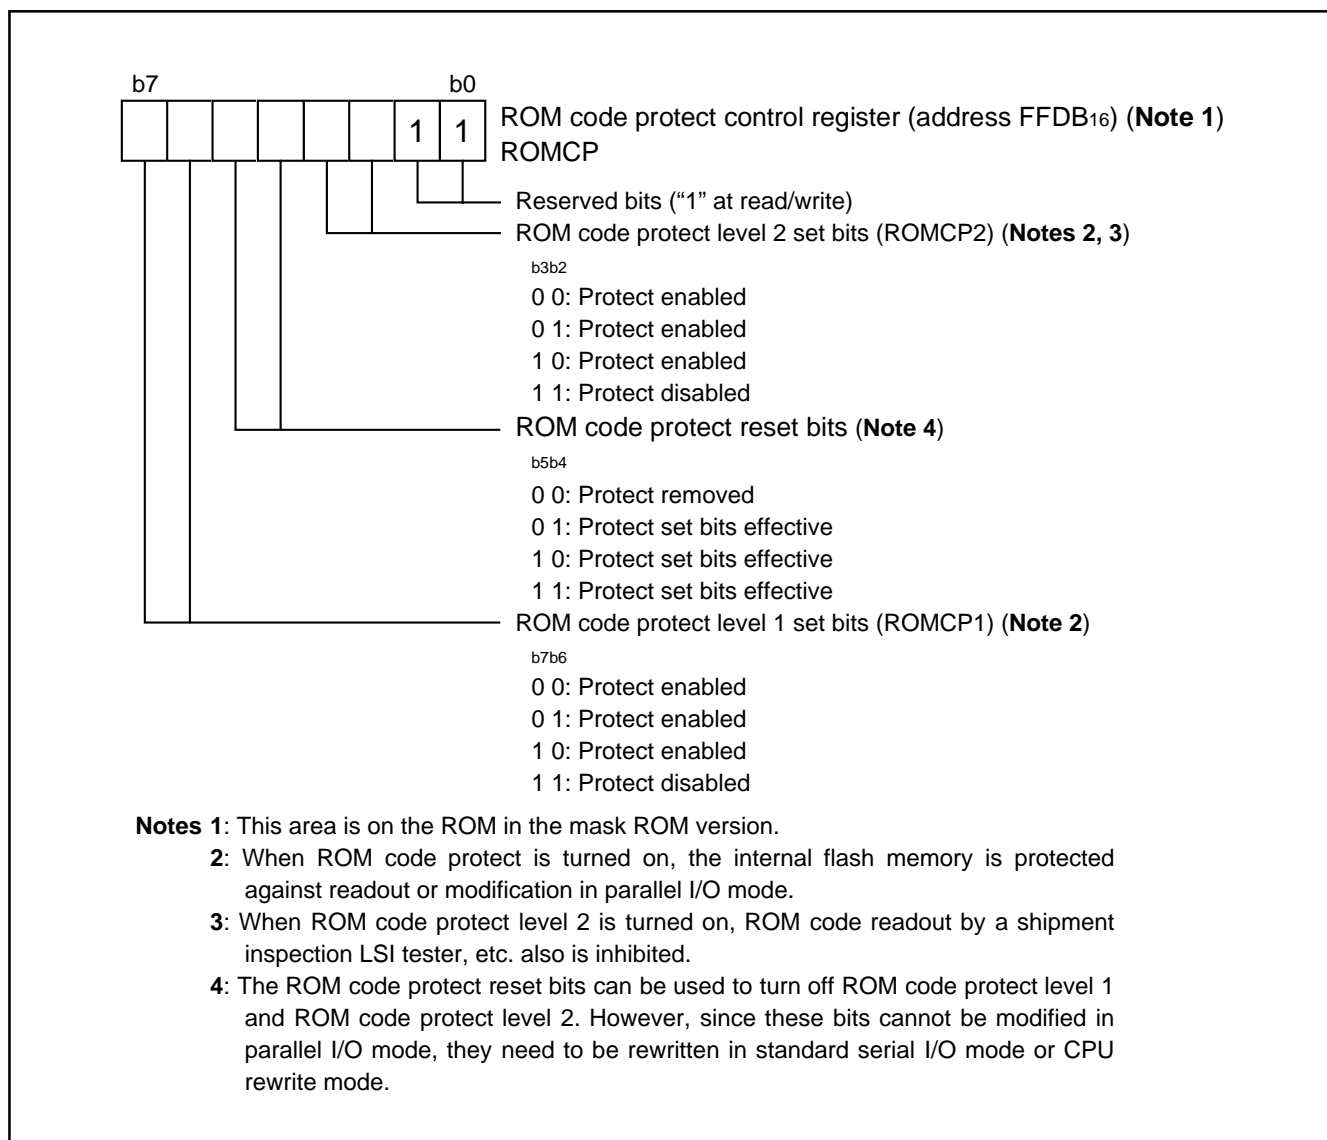 b7 b0
1 1
ROM code protect control register (address FFDB16) (Note 1)
ROMCP
Reserved bits (“1” at read/write)
ROM code protect level 2 set bits (ROMCP2) (Notes 2, 3)
b3b2
0 0: Protect enabled
0 1: Protect enabled
1 0: Protect enabled
1 1: Protect disabled
ROM code protect reset bits (Note 4)
b5b4
0 0: Protect removed
0 1: Protect set bits effective
1 0: Protect set bits effective
1 1: Protect set bits effective
ROM code protect level 1 set bits (ROMCP1) (Note 2)
b7b6
0 0: Protect enabled
0 1: Protect enabled
1 0: Protect enabled
1 1: Protect disabled
Notes 1: This area is on the ROM in the mask ROM version.
2: When ROM code protect is turned on, the internal flash memory is protected
against readout or modification in parallel I/O mode.
3: When ROM code protect level 2 is turned on, ROM code readout by a shipment
inspection LSI tester, etc. also is inhibited.
4: The ROM code protect reset bits can be used to turn off ROM code protect level 1
and ROM code protect level 2. However, since these bits cannot be modified in
parallel I/O mode, they need to be rewritten in standard serial I/O mode or CPU
rewrite mode.